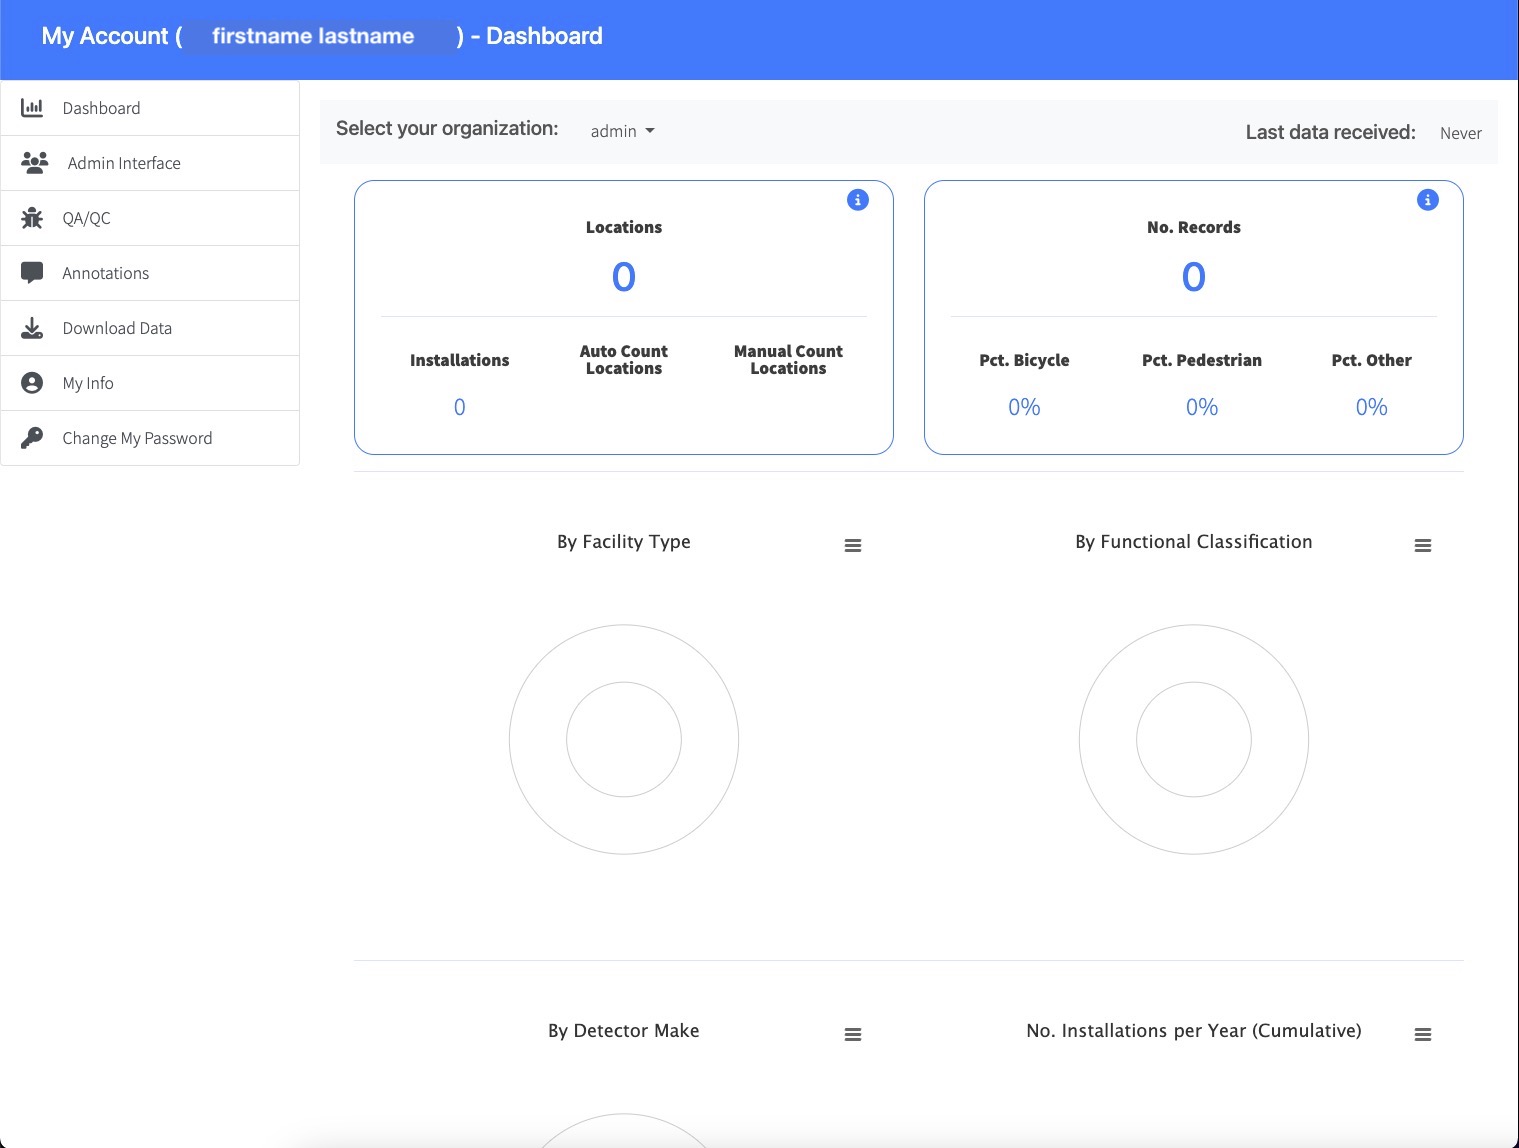 My Account ( firstname lastname ) - Dashboard
Dashboard
Admin Interface
QA/QC
Annotations
Download Data
My Info
Change My Password
Select your organization: admin
Last data received: Never
Locations
0
Installations
0
Auto Count
Locations
Manual Count
Locations
No. Records
0
Pct. Bicycle
0%
Pct. Pedestrian
0%
Pct. Other
0%
By Facility Type
By Functional Classification
By Detector Make
No. Installations per Year (Cumulative)